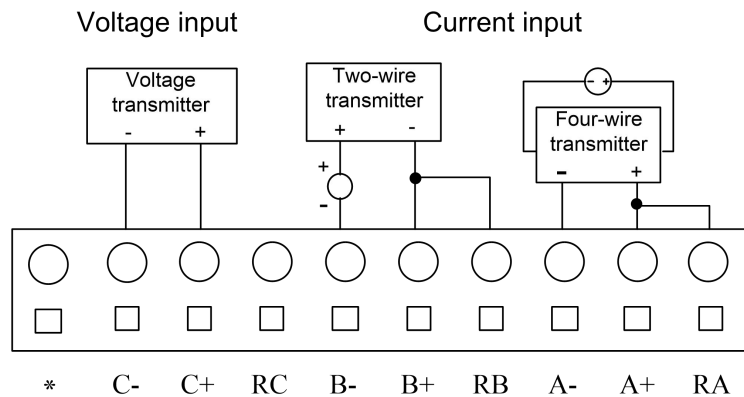 Voltage input
Current input
Voltage
transmitter
- +
Two-wire
transmitter
+ -
+
-
- +
Four-wire
transmitter
- +
* C- C+ RC B- B+ RB A- A+ RA